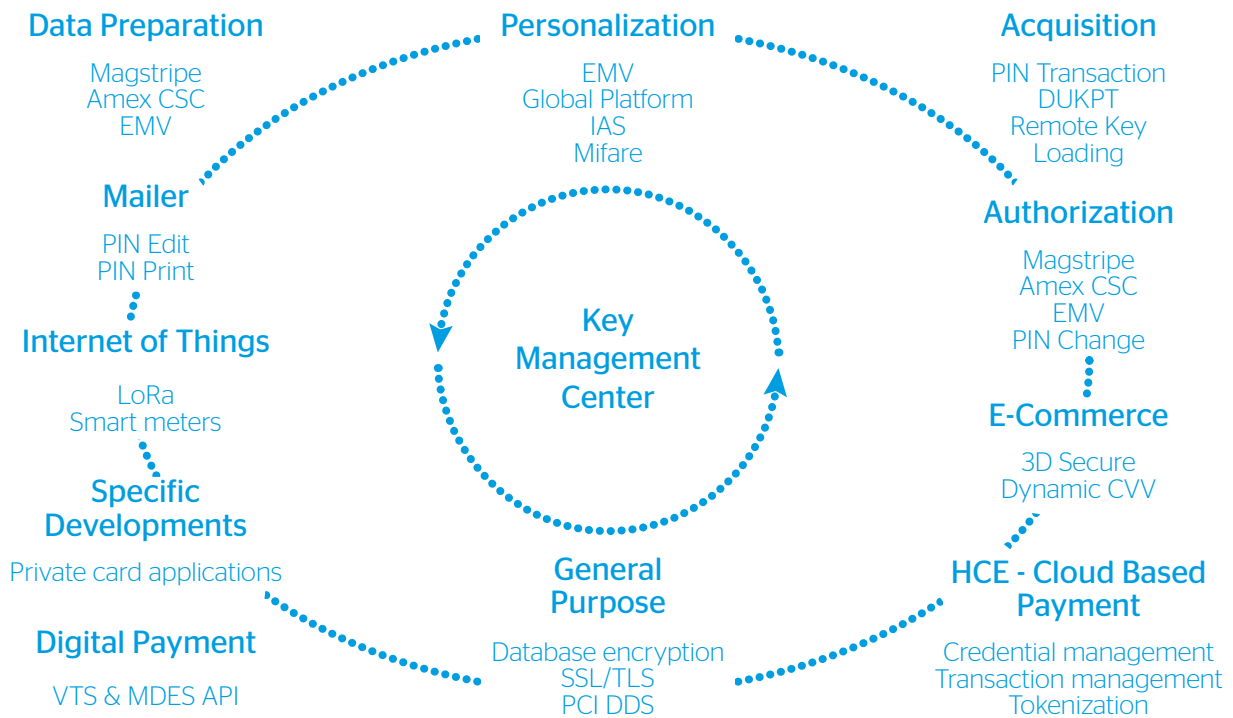 Data Preparation
Magstripe
Amex CSC
EMV
Personalization
EMV
Global Platform
IAS
Mifare
Acquisition
PIN Transaction
DUKPT
Remote Key
Loading
Mailer
PIN Edit
PIN Print
Authorization
Magstripe
Amex CSC
EMV
PIN Change
Internet of Things
LoRa
Smart meters
Key
Management
Center
E-Commerce
3D Secure
Dynamic CVV
Specific
Developments
Private card applications
General
Purpose
Database encryption
SSL/TLS
PCI DDS
HCE - Cloud Based
Payment
Credential management
Transaction management
Tokenization
Digital Payment
VTS & MDES API